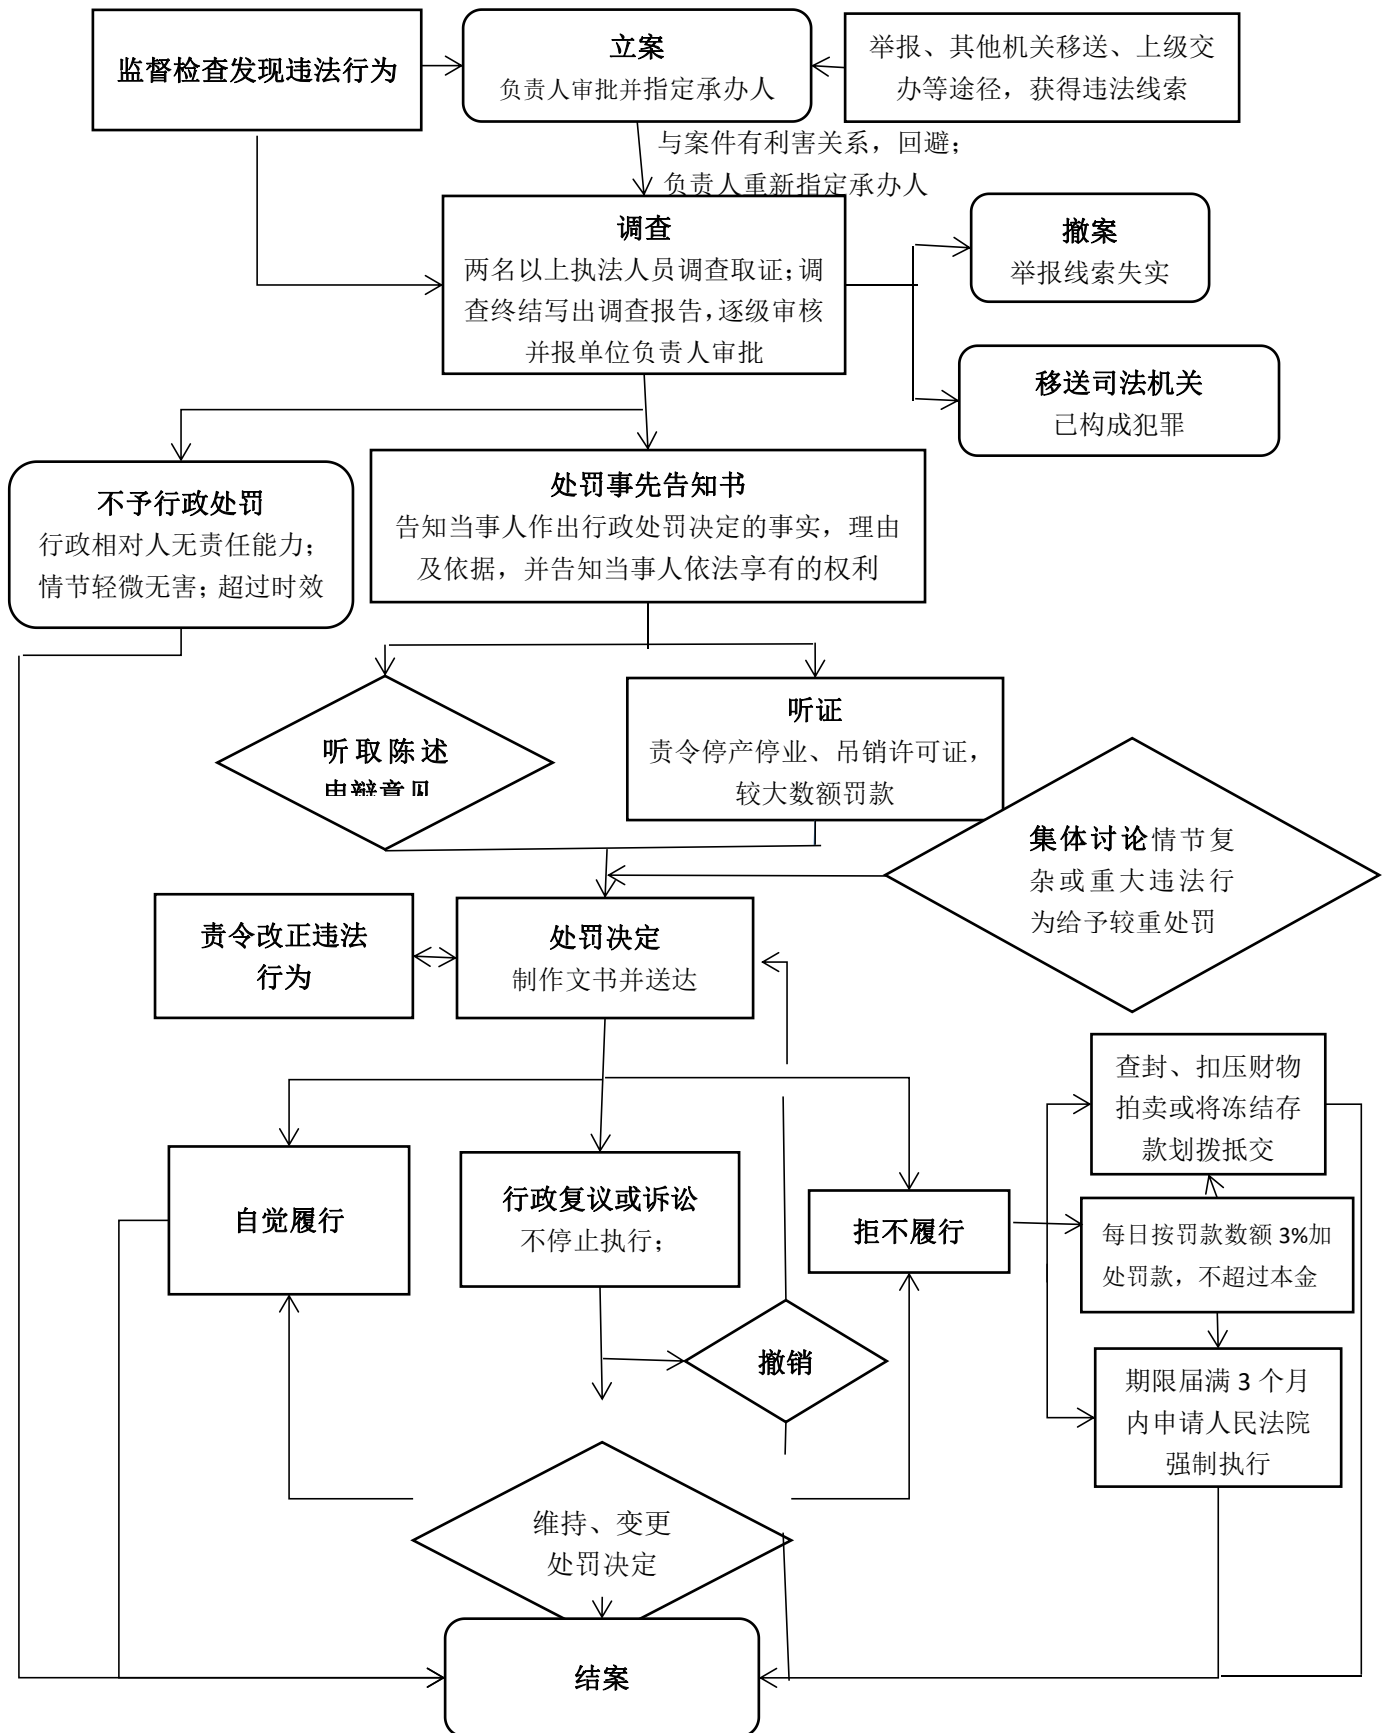 监督检查发现违法行为
立案
负责人审批并指定承办人
举报、其他机关移送、上级交
办等途径，获得违法线索
与案件有利害关系，回避；
负责人重新指定承办人
调查
两名以上执法人员调查取证；调
查终结写出调查报告，逐级审核
并报单位负责人审批
撤案
举报线索失实
移送司法机关
已构成犯罪
不予行政处罚
行政相对人无责任能力；
情节轻微无害；超过时效
处罚事先告知书
告知当事人作出行政处罚决定的事实，理由
及依据，并告知当事人依法享有的权利
听取陈述
申辩意见
听证
责令停产停业、吊销许可证，
较大数额罚款
集体讨论情节复
杂或重大违法行
为给予较重处罚
责令改正违法
行为
处罚决定
制作文书并送达
查封、扣压财物
拍卖或将冻结存
款划拨抵交
自觉履行
行政复议或诉讼
不停止执行；
拒不履行
每日按罚款数额 3%加
处罚款，不超过本金
撤销
期限届满 3 个月
内申请人民法院
强制执行
维持、变更
处罚决定
结案